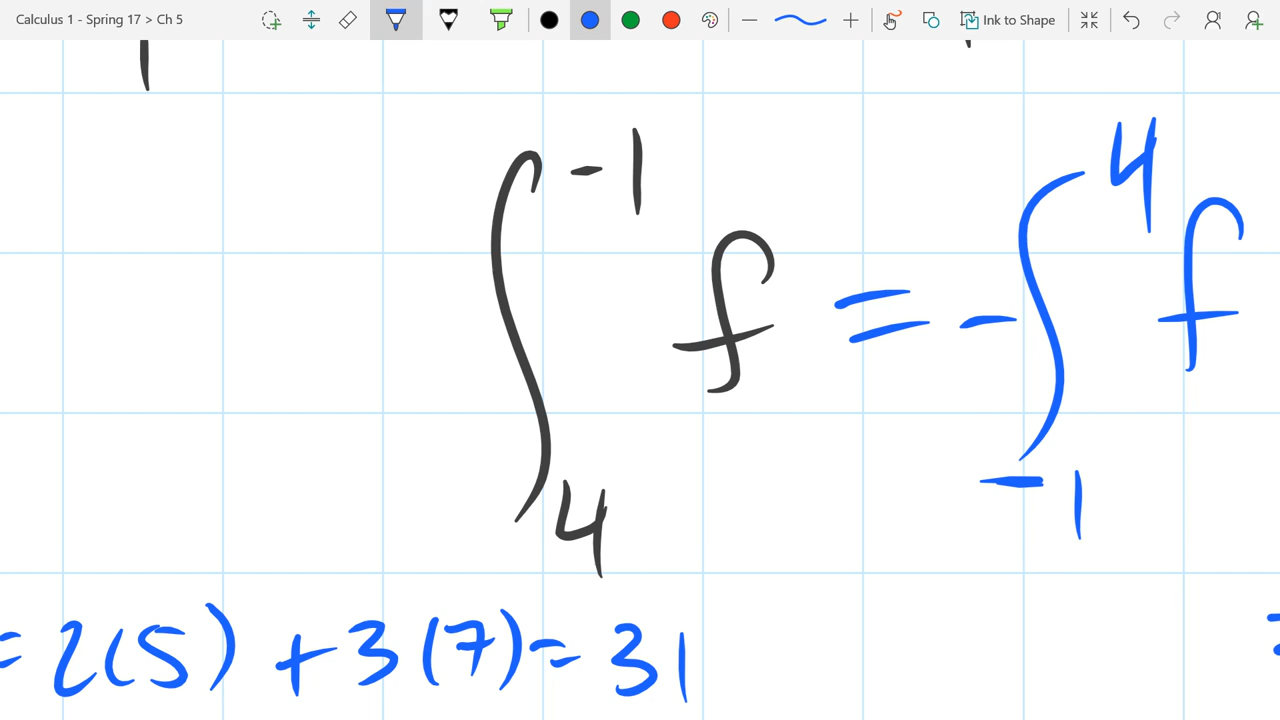 Calculus 1 - Spring 17 > Ch 5
Ink to Shape
∫₄⁻¹ f = -∫₋₁⁴ f
= 2(5) + 3(7) = 31